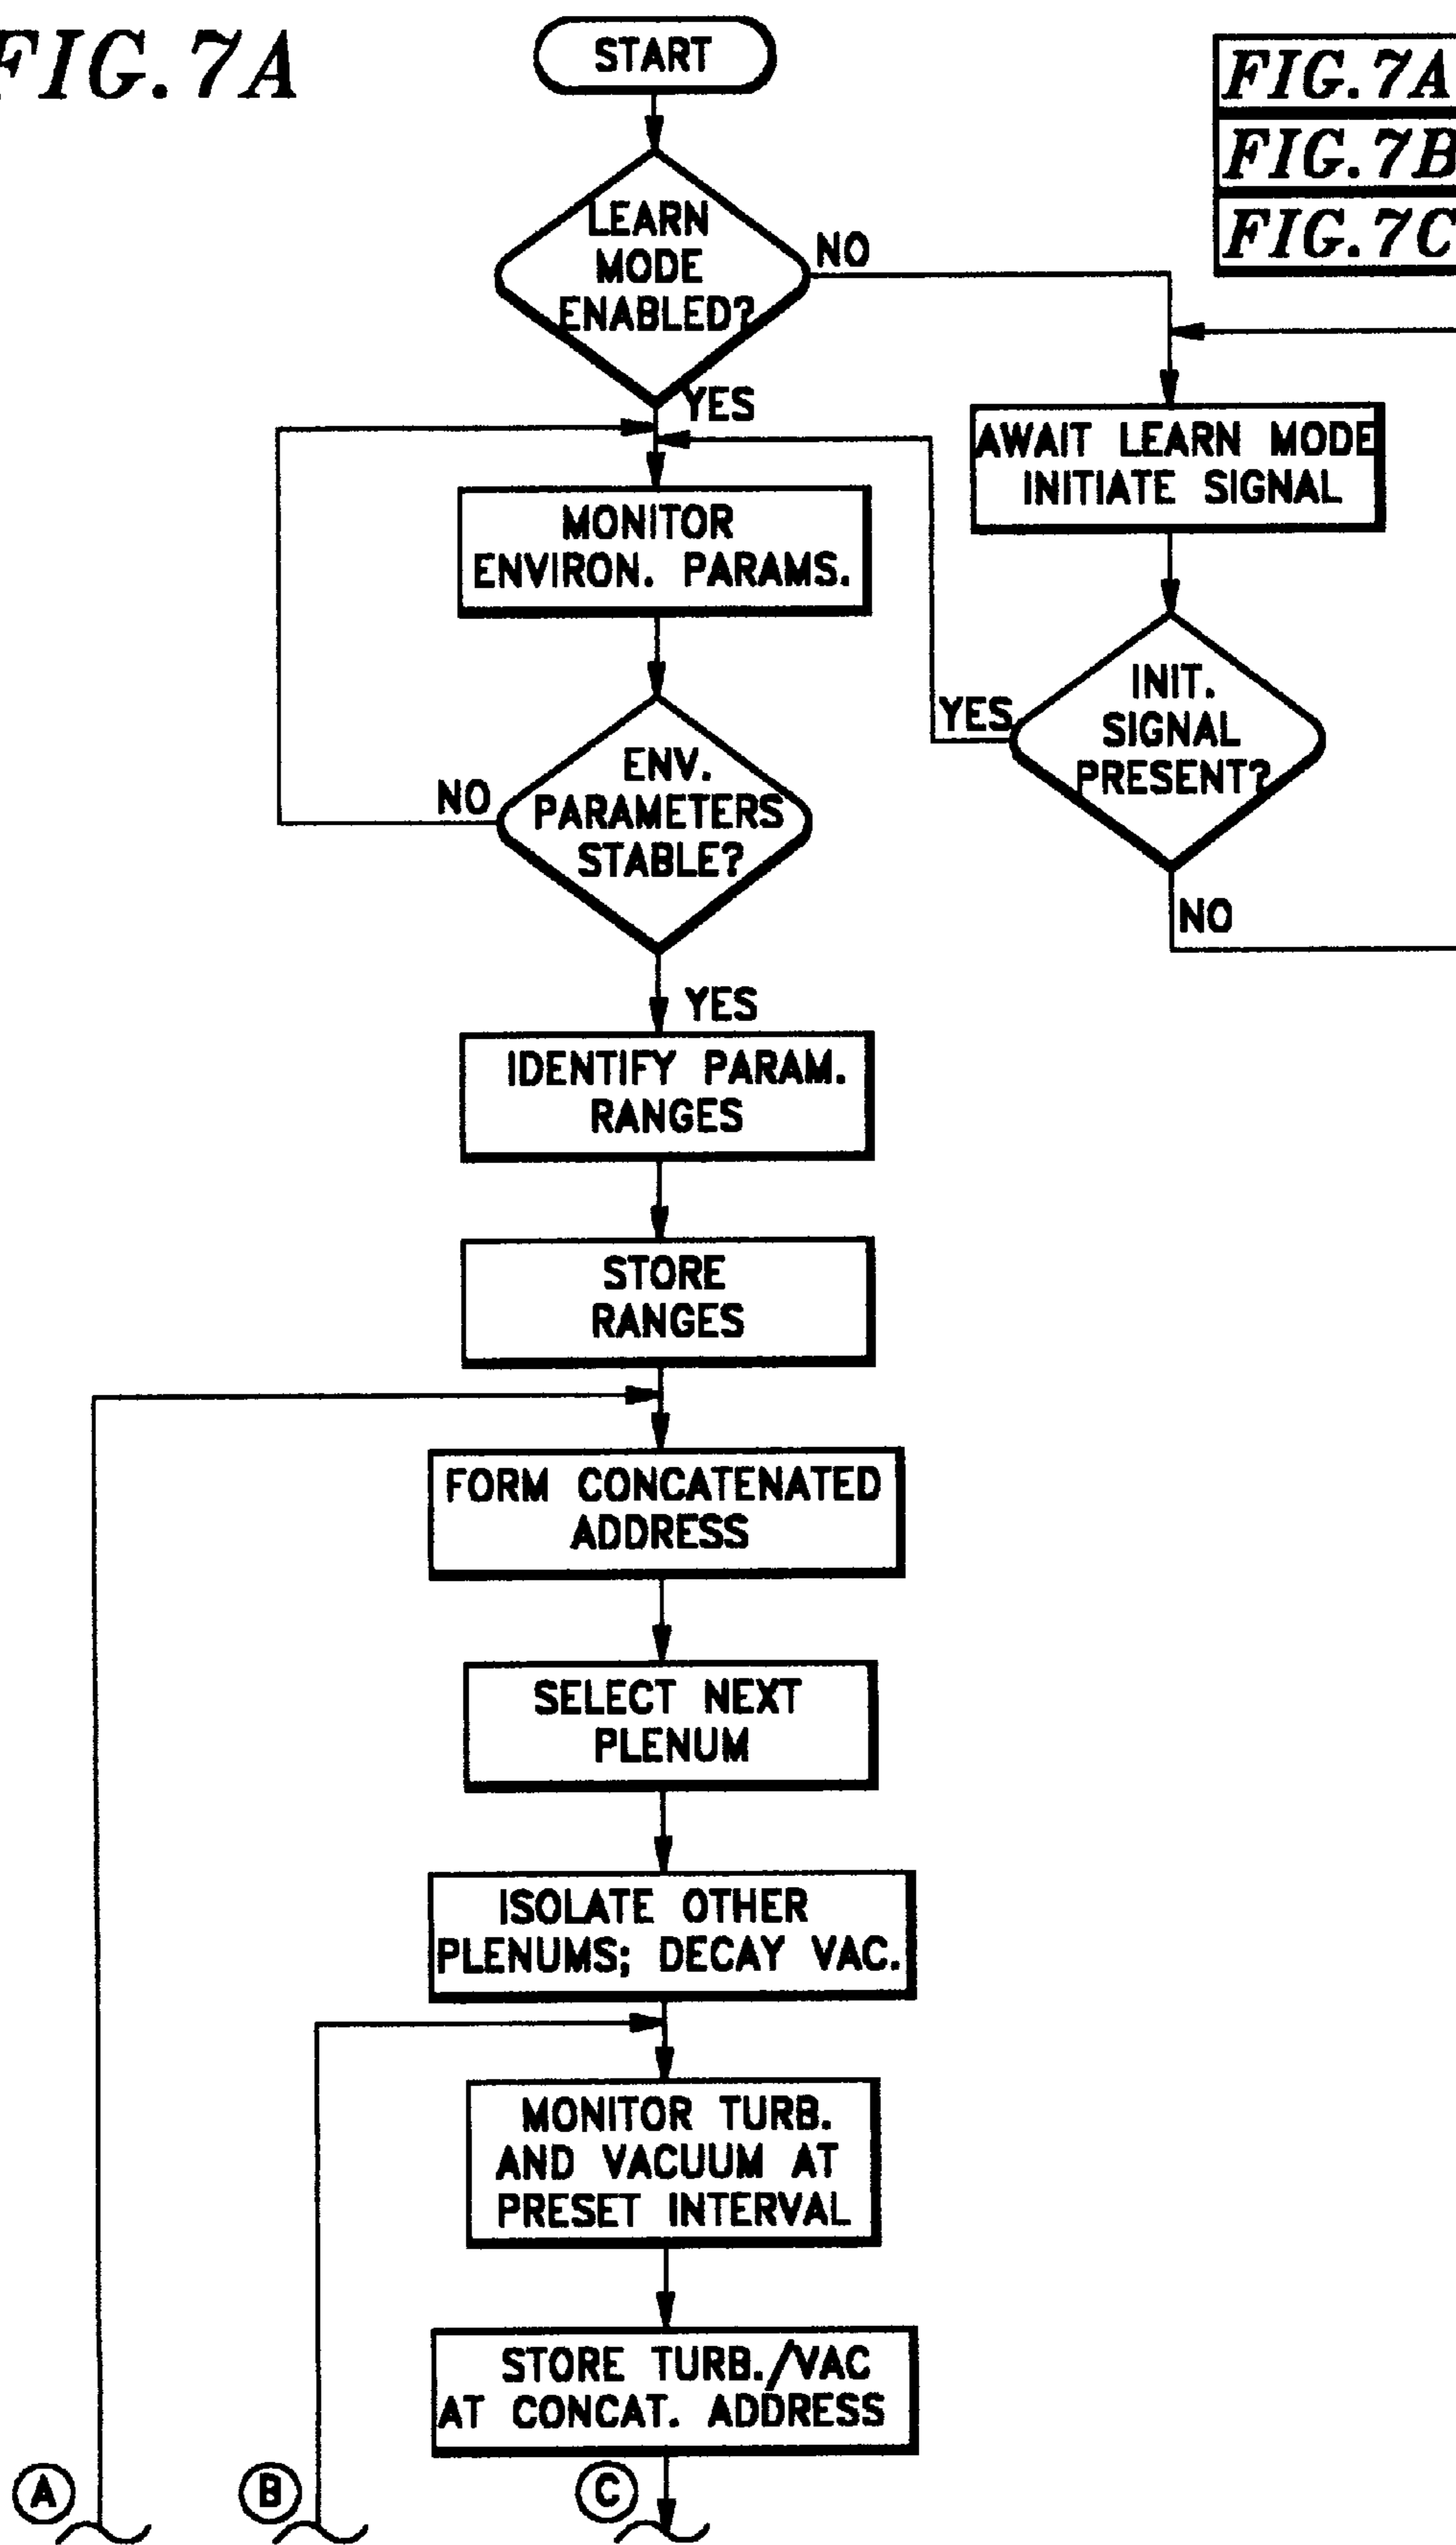 FIG. 7A
START
FIG. 7A
FIG. 7B
FIG. 7C
LEARN
MODE
ENABLED?
NO
YES
AWAIT LEARN MODE
INITIATE SIGNAL
MONITOR
ENVIRON. PARAMS.
INIT.
SIGNAL
PRESENT?
YES
NO
ENV.
PARAMETERS
STABLE?
NO
YES
IDENTIFY PARAM.
RANGES
STORE
RANGES
FORM CONCATENATED
ADDRESS
SELECT NEXT
PLENUM
ISOLATE OTHER
PLENUMS; DECAY VAC.
MONITOR TURB.
AND VACUUM AT
PRESET INTERVAL
STORE TURB./VAC
AT CONCAT. ADDRESS
A
B
C